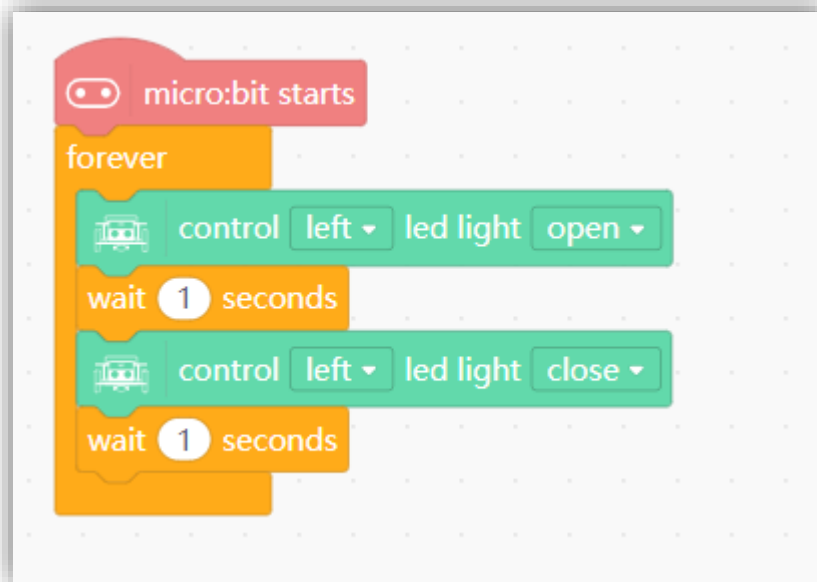 micro:bit starts
forever
control left led light open
wait 1 seconds
control left led light close
wait 1 seconds